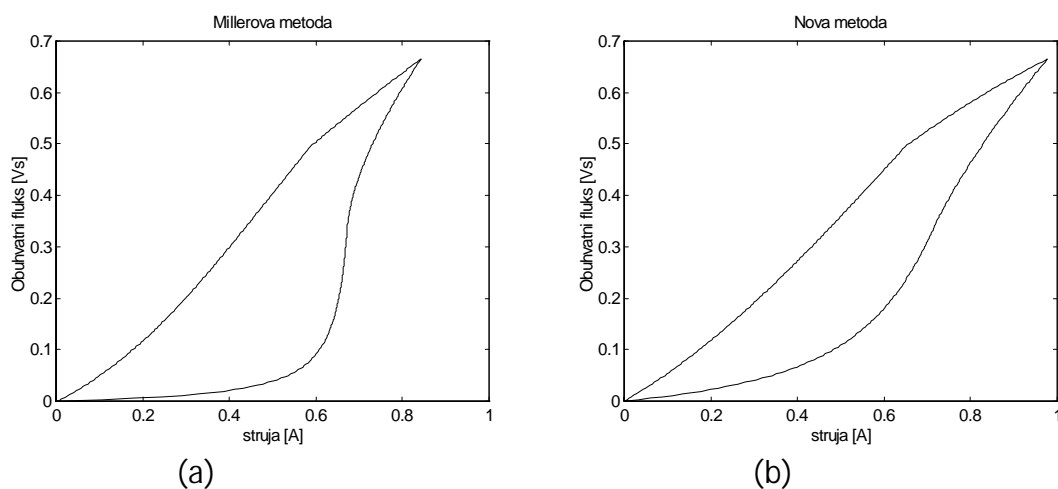 Millerova metoda
0.7
0.6
0.5
0.4
0.3
0.2
0.1
0
Obuhvatni fluks [Vs]
0 0.2 0.4 0.6 0.8 1
struja [A]
(a)
Nova metoda
0.7
0.6
0.5
0.4
0.3
0.2
0.1
0
Obuhvatni fluks [Vs]
0 0.2 0.4 0.6 0.8 1
struja [A]
(b)